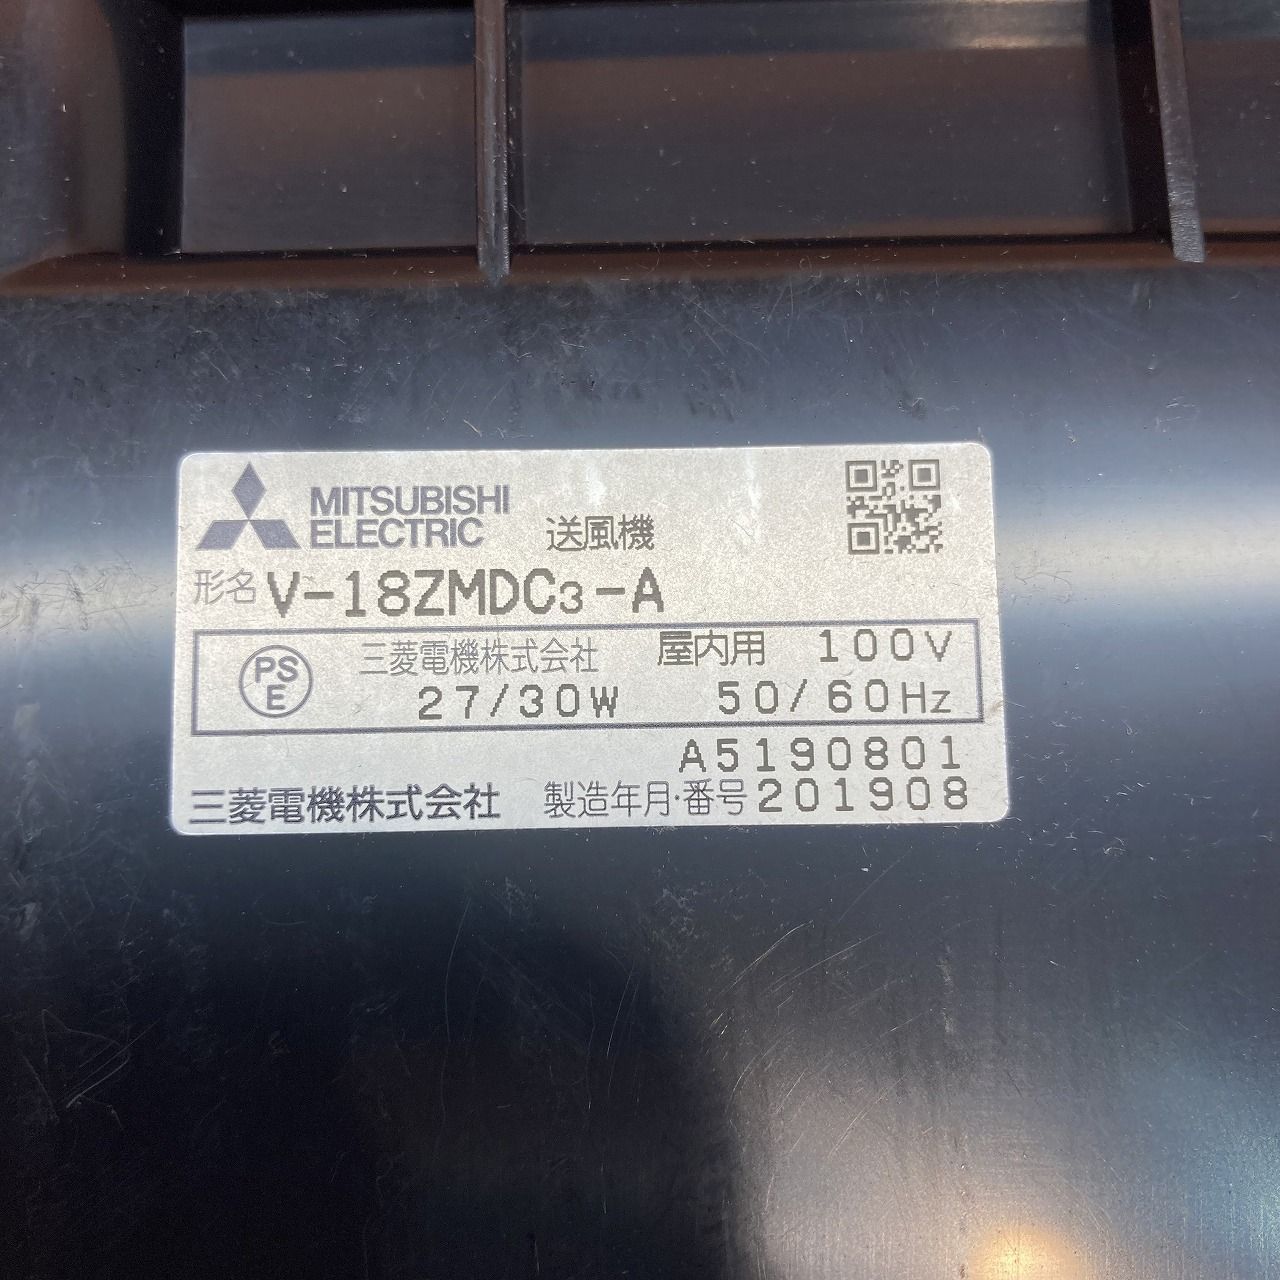 MITSUBISHI
ELECTRIC 送風機
形名 V-18ZMDC3-A
PS
E
三菱電機株式会社 屋内用 100V
27/30W 50/60Hz
A5190801
三菱電機株式会社 製造年月・番号 201908